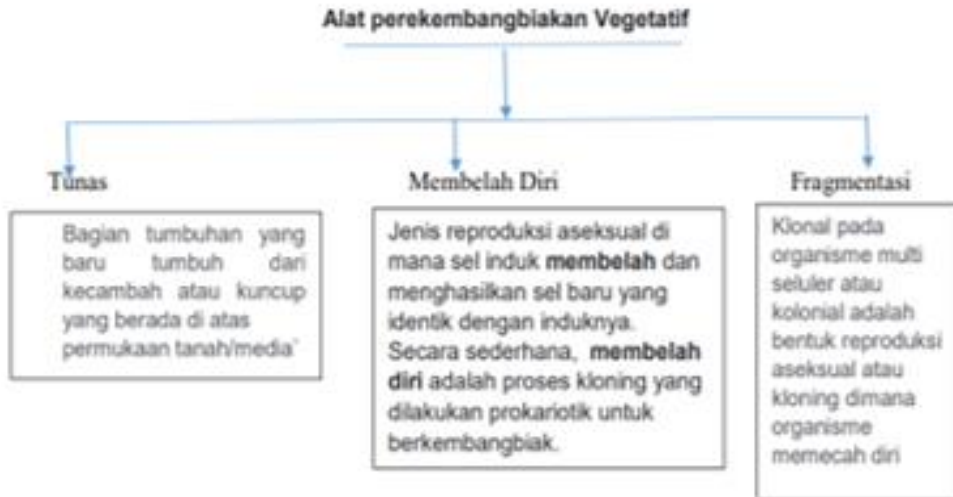 Alat perekembangbiakan Vegetatif
Tunas
Bagian tumbuhan yang
baru tumbuh dari
kecambah atau kuncup
yang berada di atas
permukaan tanah/media'
Membelah Diri
Jenis reproduksi aseksual di
mana sel induk membelah dan
menghasilkan sel baru yang
identik dengan induknya.
Secara sederhana, membelah
diri adalah proses kloning yang
dilakukan prokariotik untuk
berkembangbiak.
Fragmentasi
Klonal pada
organisme multi
seluler atau
kolonial adalah
bentuk reproduksi
aseksual atau
kloning dimana
organisme
memecah diri